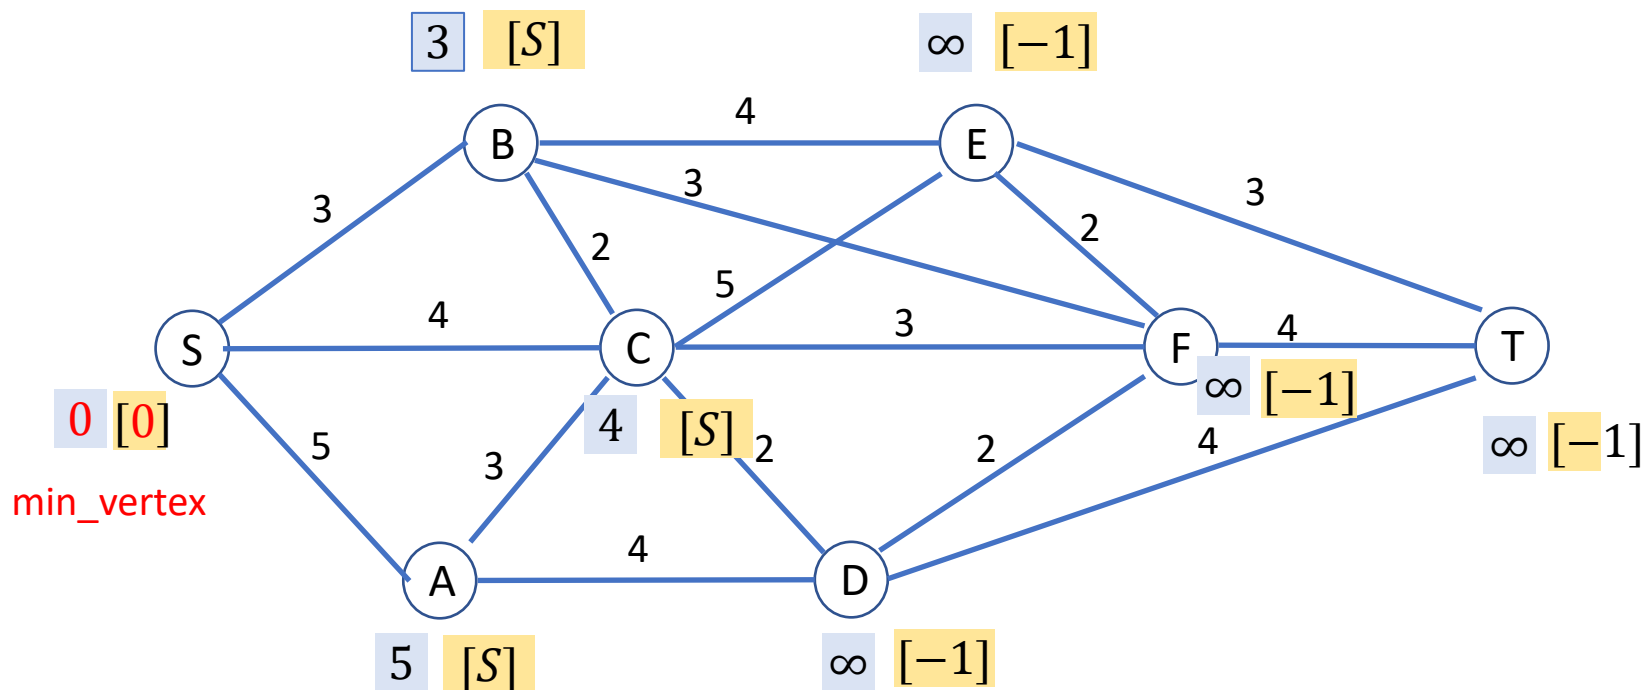 3 [S] ∞ [−1]
4
B E
3
3
3
2
2
5
4
3
4
S C F T
∞ [−1]
0 [0]
4 [S]
2
5
3
2
4
∞ [−1]
min_vertex
4
A D
5 [S] ∞ [−1]